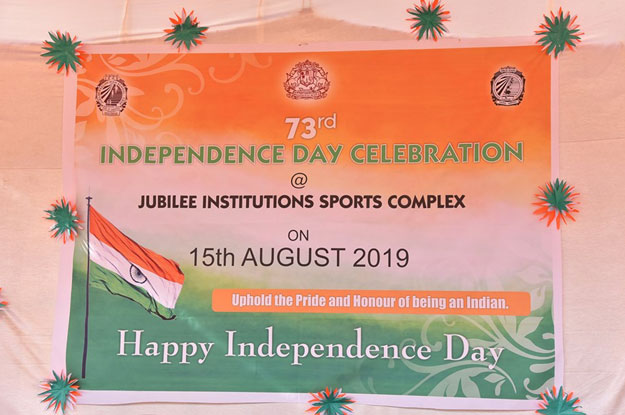 73rd
INDEPENDENCE DAY CELEBRATION
@
JUBILEE INSTITUTIONS SPORTS COMPLEX
ON
15th AUGUST 2019
Uphold the Pride and Honour of being an Indian.
Happy Independence Day